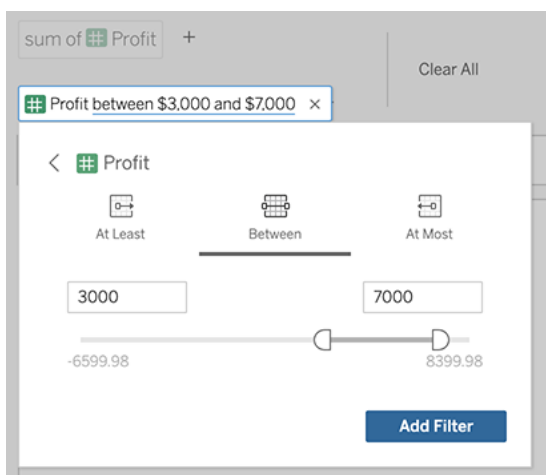 sum of # Profit +
Clear All
# Profit between $3,000 and $7,000 ×
# Profit
At Least Between At Most
3000 7000
-6599.98 8399.98
Add Filter